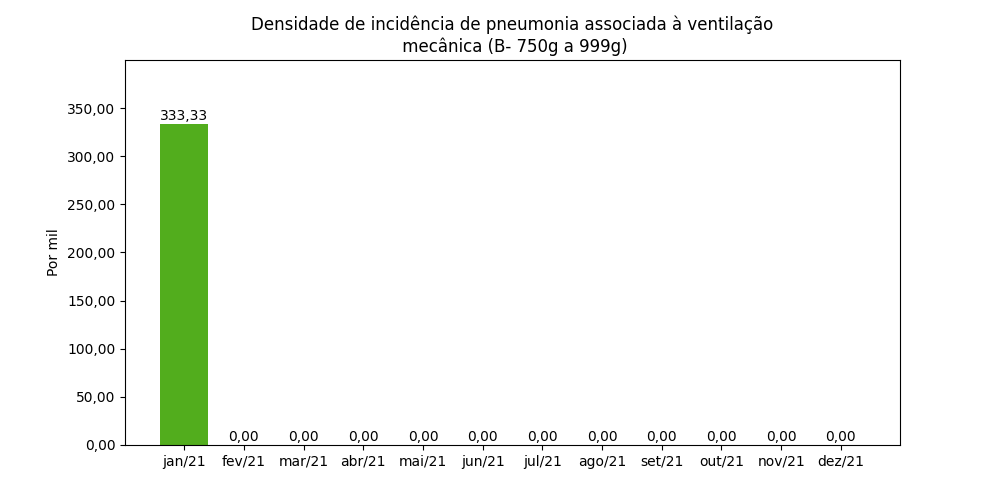 Densidade de incidência de pneumonia associada à ventilação
mecânica (B- 750g a 999g)
350,00
300,00
250,00
200,00
150,00
100,00
50,00
0,00
Por mil
333,33
0,00 0,00 0,00 0,00 0,00 0,00 0,00 0,00 0,00 0,00 0,00
jan/21 fev/21 mar/21 abr/21 mai/21 jun/21 jul/21 ago/21 set/21 out/21 nov/21 dez/21